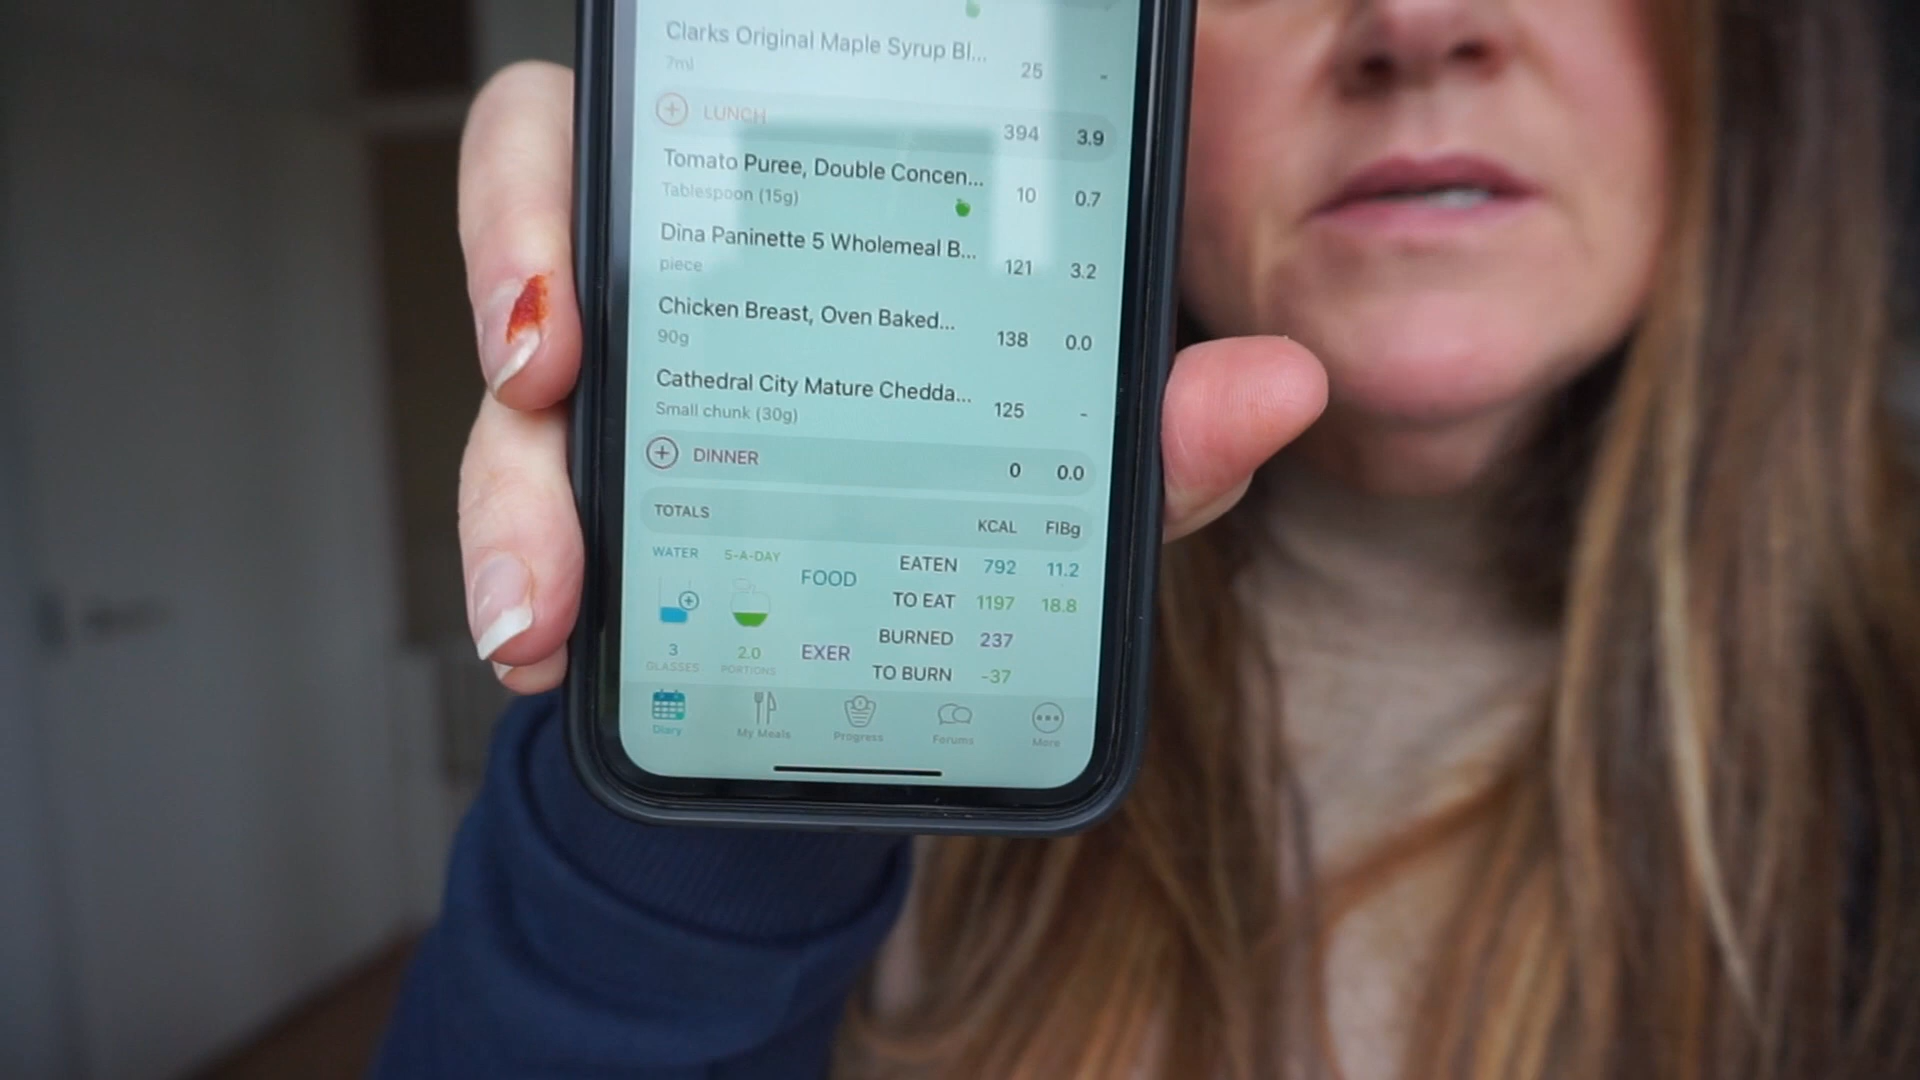 Clarks Original Maple Syrup Bl... 25 -
7ml
LUNCH 394 3.9
Tomato Puree, Double Concen... 10 0.7
Tablespoon (15g)
Dina Paninette 5 Wholemeal B... 121 3.2
piece
Chicken Breast, Oven Baked... 138 0.0
90g
Cathedral City Mature Chedda... 125 -
Small chunk (30g)
DINNER 0 0.0
TOTALS KCAL FIBg
WATER 5-A-DAY FOOD EATEN 792 11.2
TO EAT 1197 18.8
BURNED 237
3 2.0 EXER
GLASSES PORTIONS TO BURN -37
Diary My Meals Progress Forums More